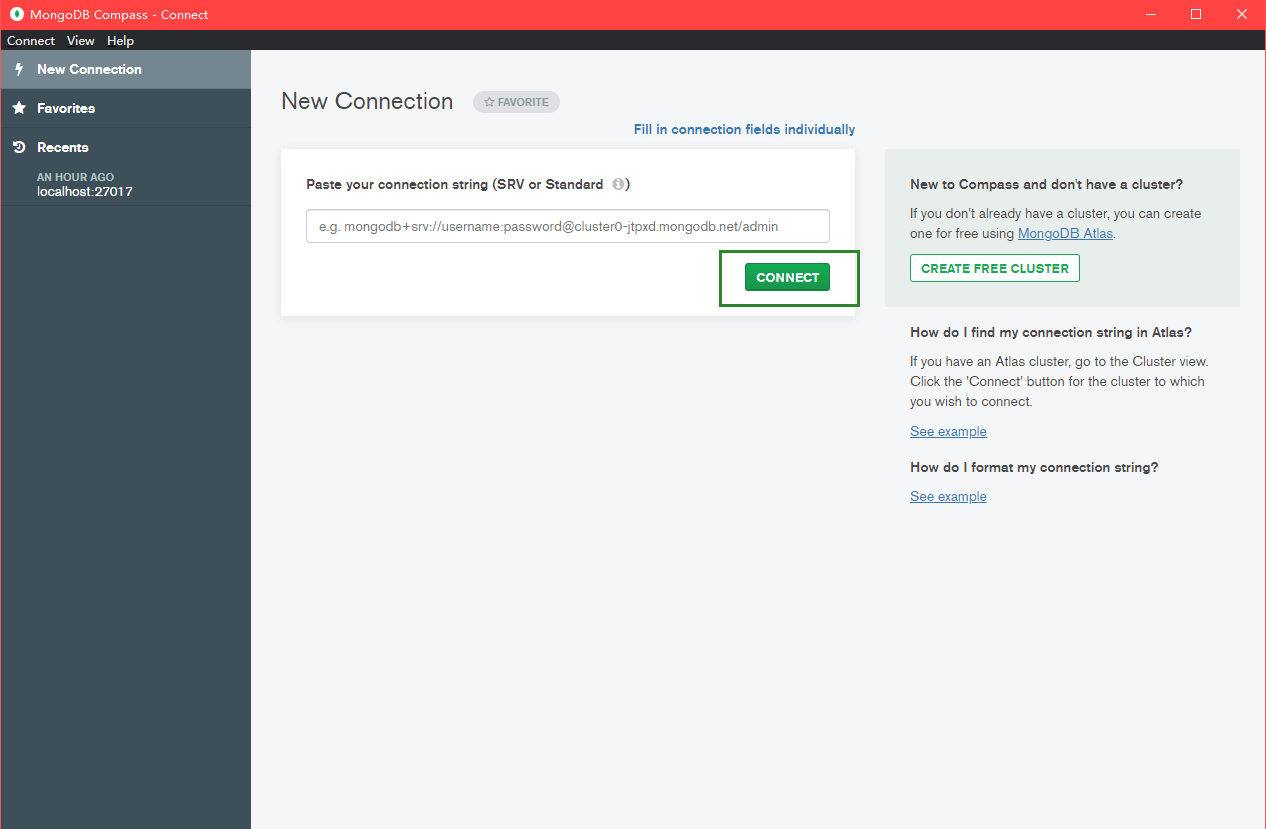 MongoDB Compass - Connect
Connect View Help
New Connection
Favorites
Recents
AN HOUR AGO
localhost:27017
New Connection
FAVORITE
Fill in connection fields individually
Paste your connection string (SRV or Standard )
e.g. mongodb+srv://username:password@cluster0-jtpxd.mongodb.net/admin
CONNECT
New to Compass and don't have a cluster?
If you don't already have a cluster, you can create
one for free using MongoDB Atlas.
CREATE FREE CLUSTER
How do I find my connection string in Atlas?
If you have an Atlas cluster, go to the Cluster view.
Click the 'Connect' button for the cluster to which
you wish to connect.
See example
How do I format my connection string?
See example